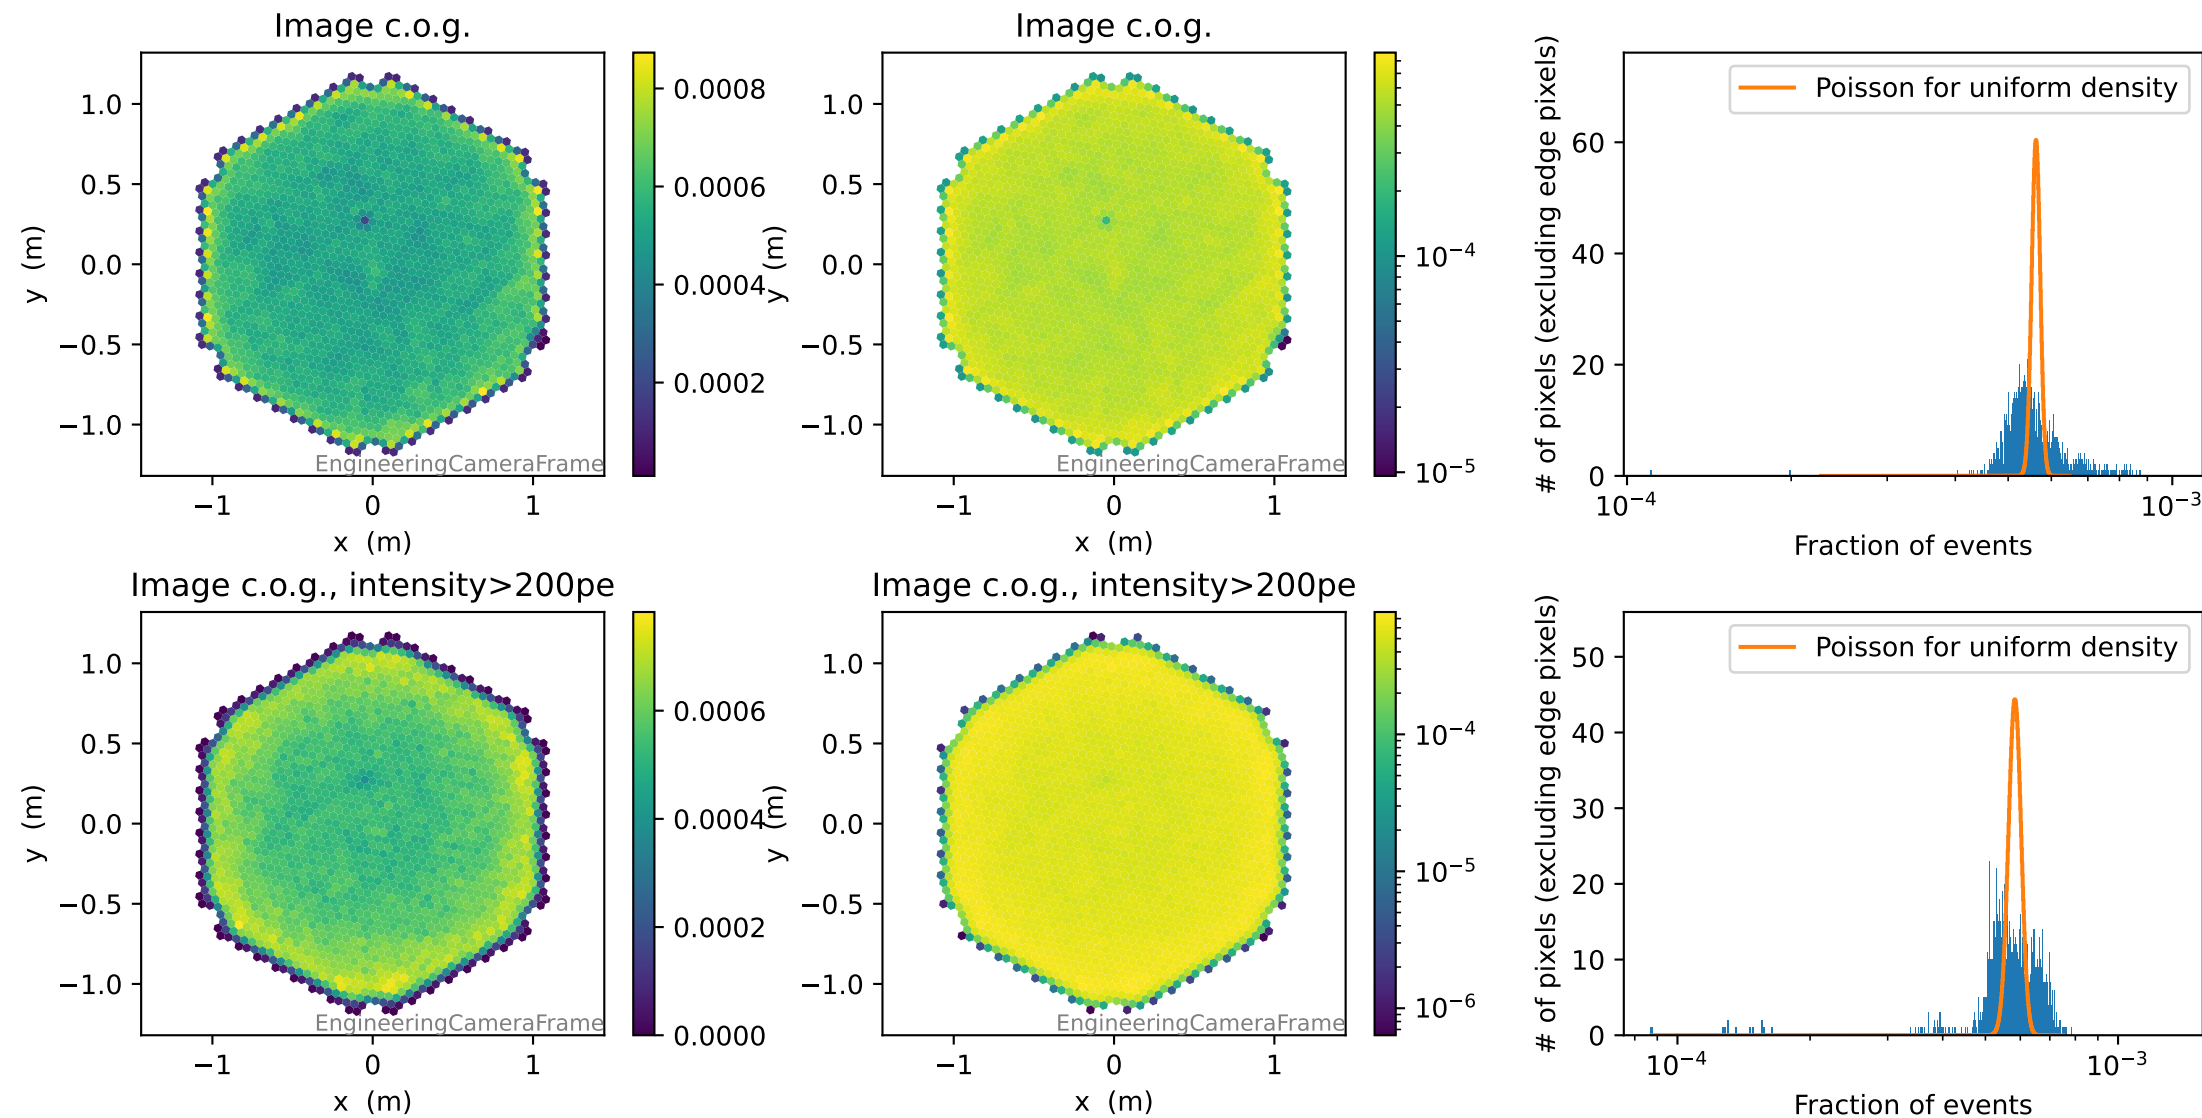 Image c.o.g.
1.0
0.5
0.0
−0.5
−1.0
y (m)
−1
0
1
x (m)
EngineeringCameraFrame
0.0008
0.0006
0.0004
0.0002
Image c.o.g.
1.0
0.5
0.0
−0.5
−1.0
y (m)
−1
0
1
x (m)
EngineeringCameraFrame
10⁻⁴
10⁻⁵
# of pixels (excluding edge pixels)
60
40
20
0
Poisson for uniform density
10⁻⁴
10⁻³
Fraction of events
Image c.o.g., intensity>200pe
1.0
0.5
0.0
−0.5
−1.0
y (m)
−1
0
1
x (m)
EngineeringCameraFrame
0.0006
0.0004
0.0002
0.0000
Image c.o.g., intensity>200pe
1.0
0.5
0.0
−0.5
−1.0
y (m)
−1
0
1
x (m)
EngineeringCameraFrame
10⁻⁴
10⁻⁵
10⁻⁶
# of pixels (excluding edge pixels)
50
40
30
20
10
0
Poisson for uniform density
10⁻⁴
10⁻³
Fraction of events